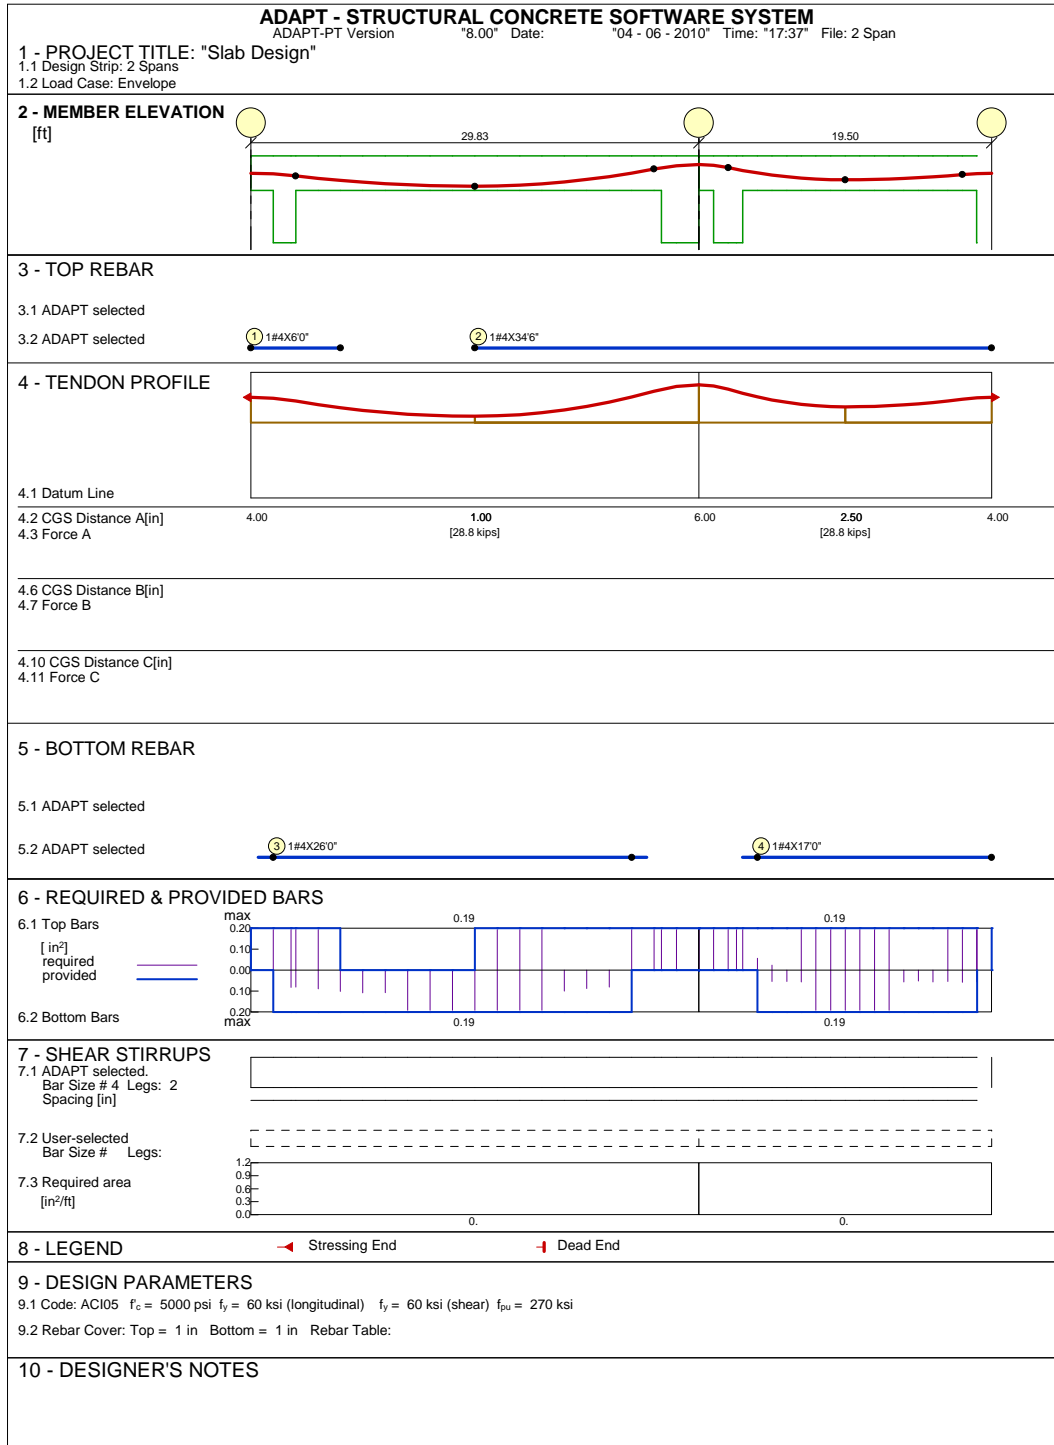 ADAPT - STRUCTURAL CONCRETE SOFTWARE SYSTEM
ADAPT-PT Version "8.00" Date: "04 - 06 - 2010" Time: "17:37" File: 2 Span
1 - PROJECT TITLE: "Slab Design"
1.1 Design Strip: 2 Spans
1.2 Load Case: Envelope
2 - MEMBER ELEVATION
[ft]
29.83 19.50
3 - TOP REBAR
3.1 ADAPT selected
3.2 ADAPT selected
1 1#4X6'0" 2 1#4X34'6"
4 - TENDON PROFILE
4.1 Datum Line
4.2 CGS Distance A[in] 4.00 1.00 6.00 2.50 4.00
4.3 Force A [28.8 kips] [28.8 kips]
4.6 CGS Distance B[in]
4.7 Force B
4.10 CGS Distance C[in]
4.11 Force C
5 - BOTTOM REBAR
5.1 ADAPT selected
5.2 ADAPT selected
3 1#4X26'0" 4 1#4X17'0"
6 - REQUIRED & PROVIDED BARS
6.1 Top Bars
max 0.19 0.19
0.20
[ in²] 0.10
required
provided 0.00
0.10
0.20
6.2 Bottom Bars
max 0.19 0.19
7 - SHEAR STIRRUPS
7.1 ADAPT selected.
Bar Size # 4 Legs: 2
Spacing [in]
7.2 User-selected
Bar Size # Legs:
7.3 Required area
[in²/ft]
1.2
0.9
0.6
0.3
0.0
0. 0.
8 - LEGEND Stressing End Dead End
9 - DESIGN PARAMETERS
9.1 Code: ACI05 f'c = 5000 psi fy = 60 ksi (longitudinal) fy = 60 ksi (shear) fpu = 270 ksi
9.2 Rebar Cover: Top = 1 in Bottom = 1 in Rebar Table:
10 - DESIGNER'S NOTES